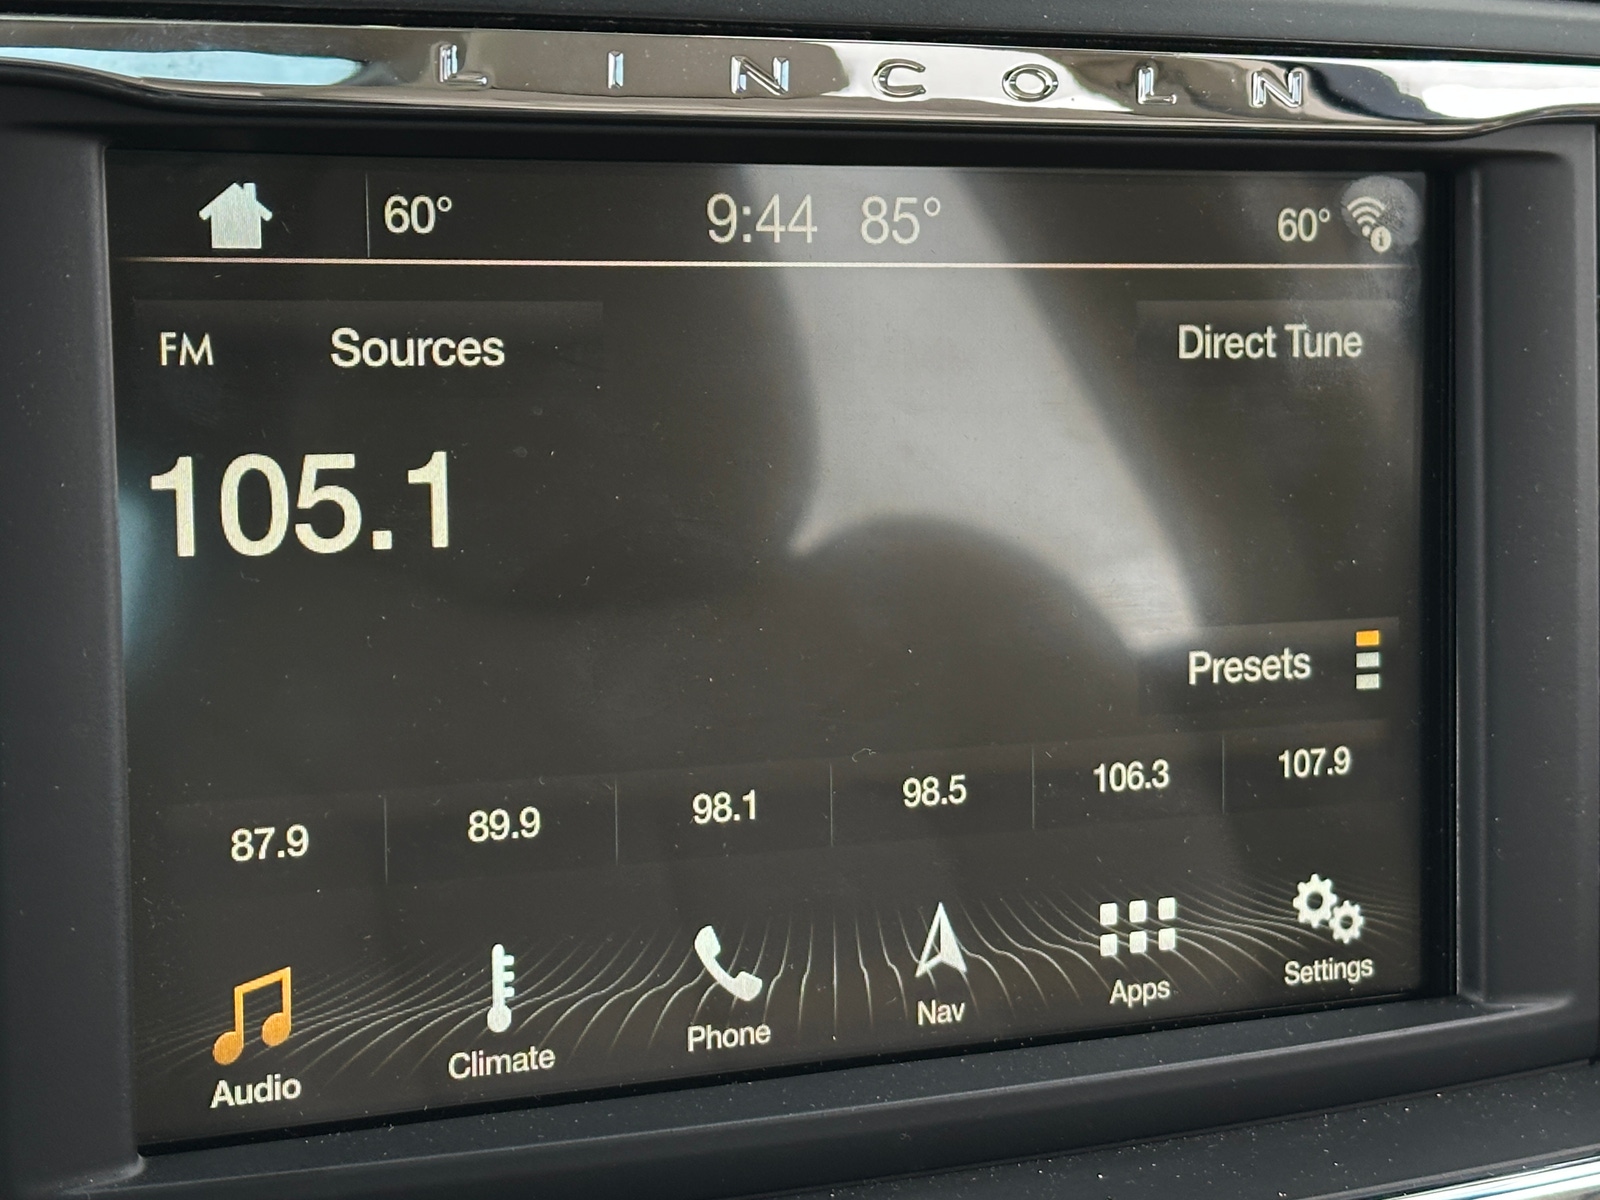 LINCOLN
60° 9:44 85° 60°
FM Sources Direct Tune
105.1
Presets
87.9 89.9 98.1 98.5 106.3 107.9
Audio Climate Phone Nav Apps Settings